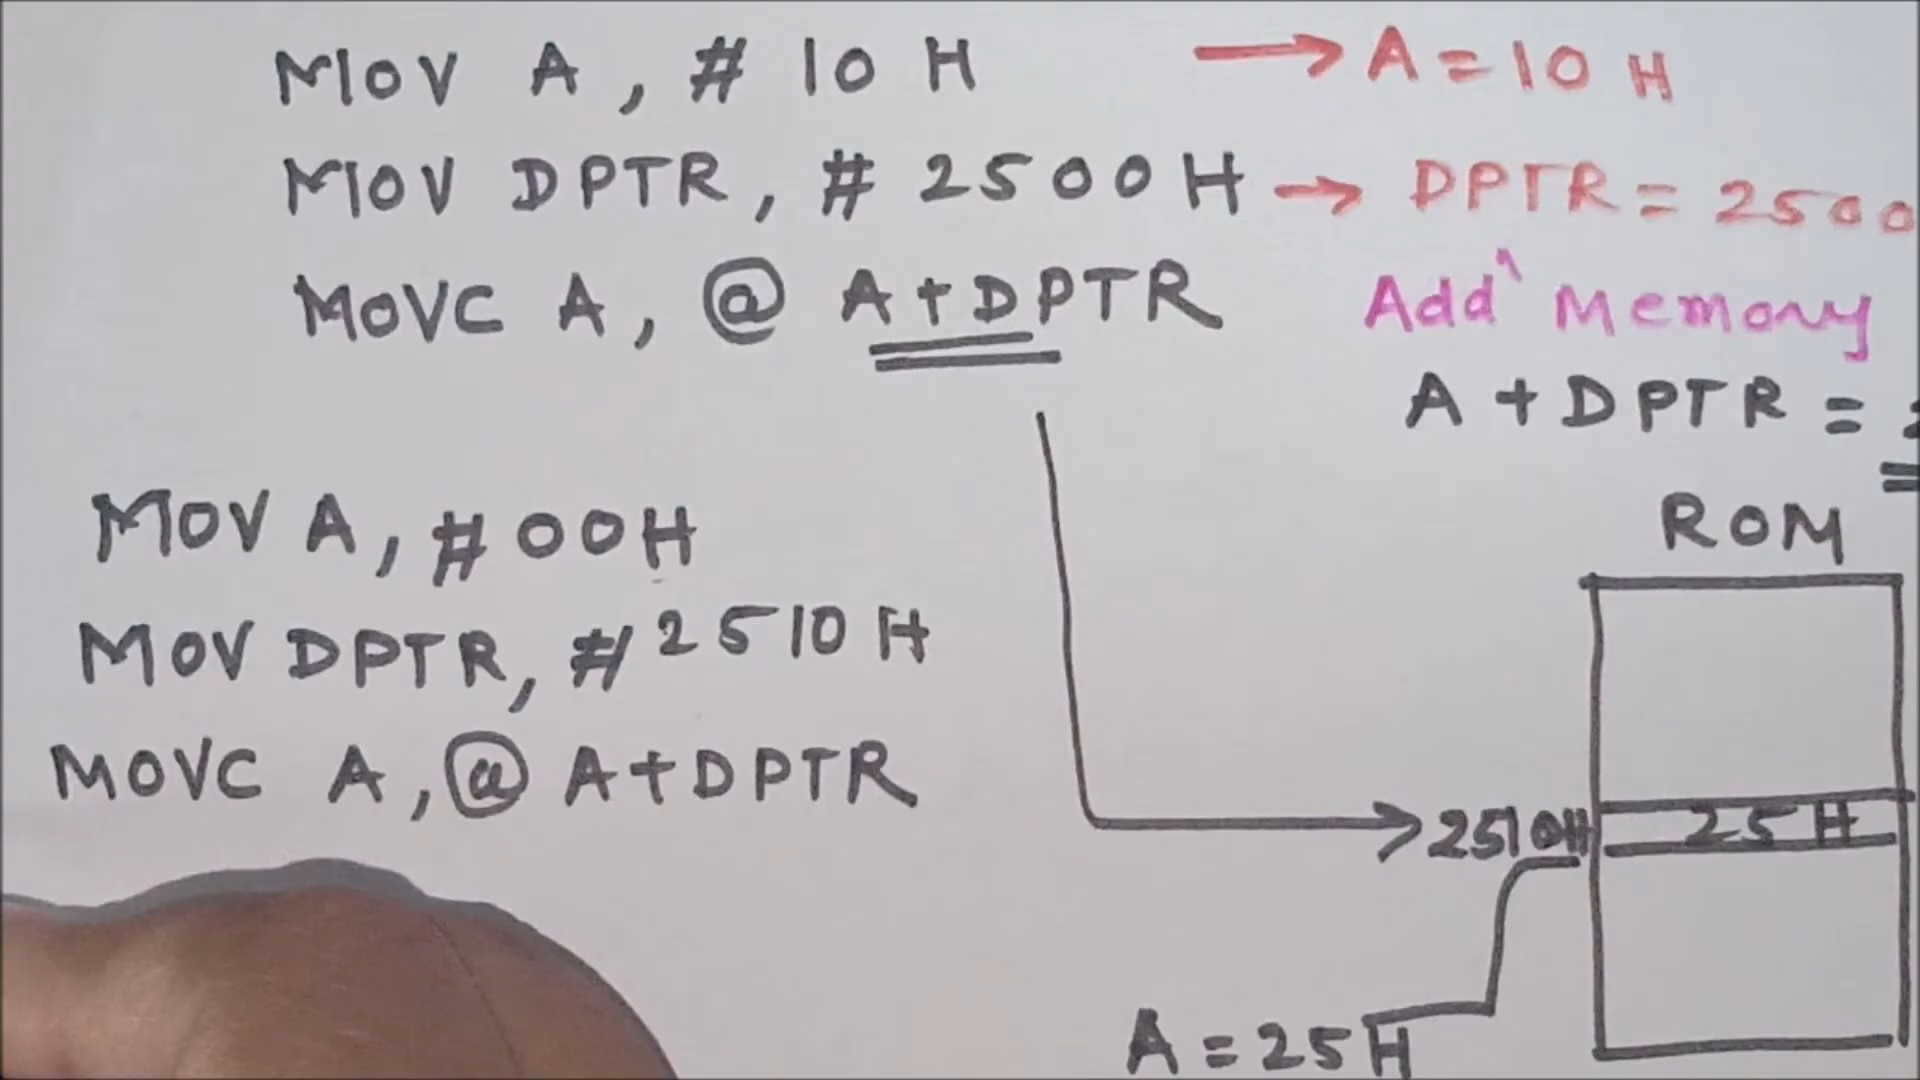 MOV A, # 10 H → A = 10 H
MOV DPTR, # 2500H → DPTR = 2500
MOVC A, @ A+DPTR
Add^r Memory
A + DPTR =
MOV A, # 00H
MOV DPTR, # 2510 H
MOVC A, @ A+DPTR
ROM
2510H
25 H
A = 25H